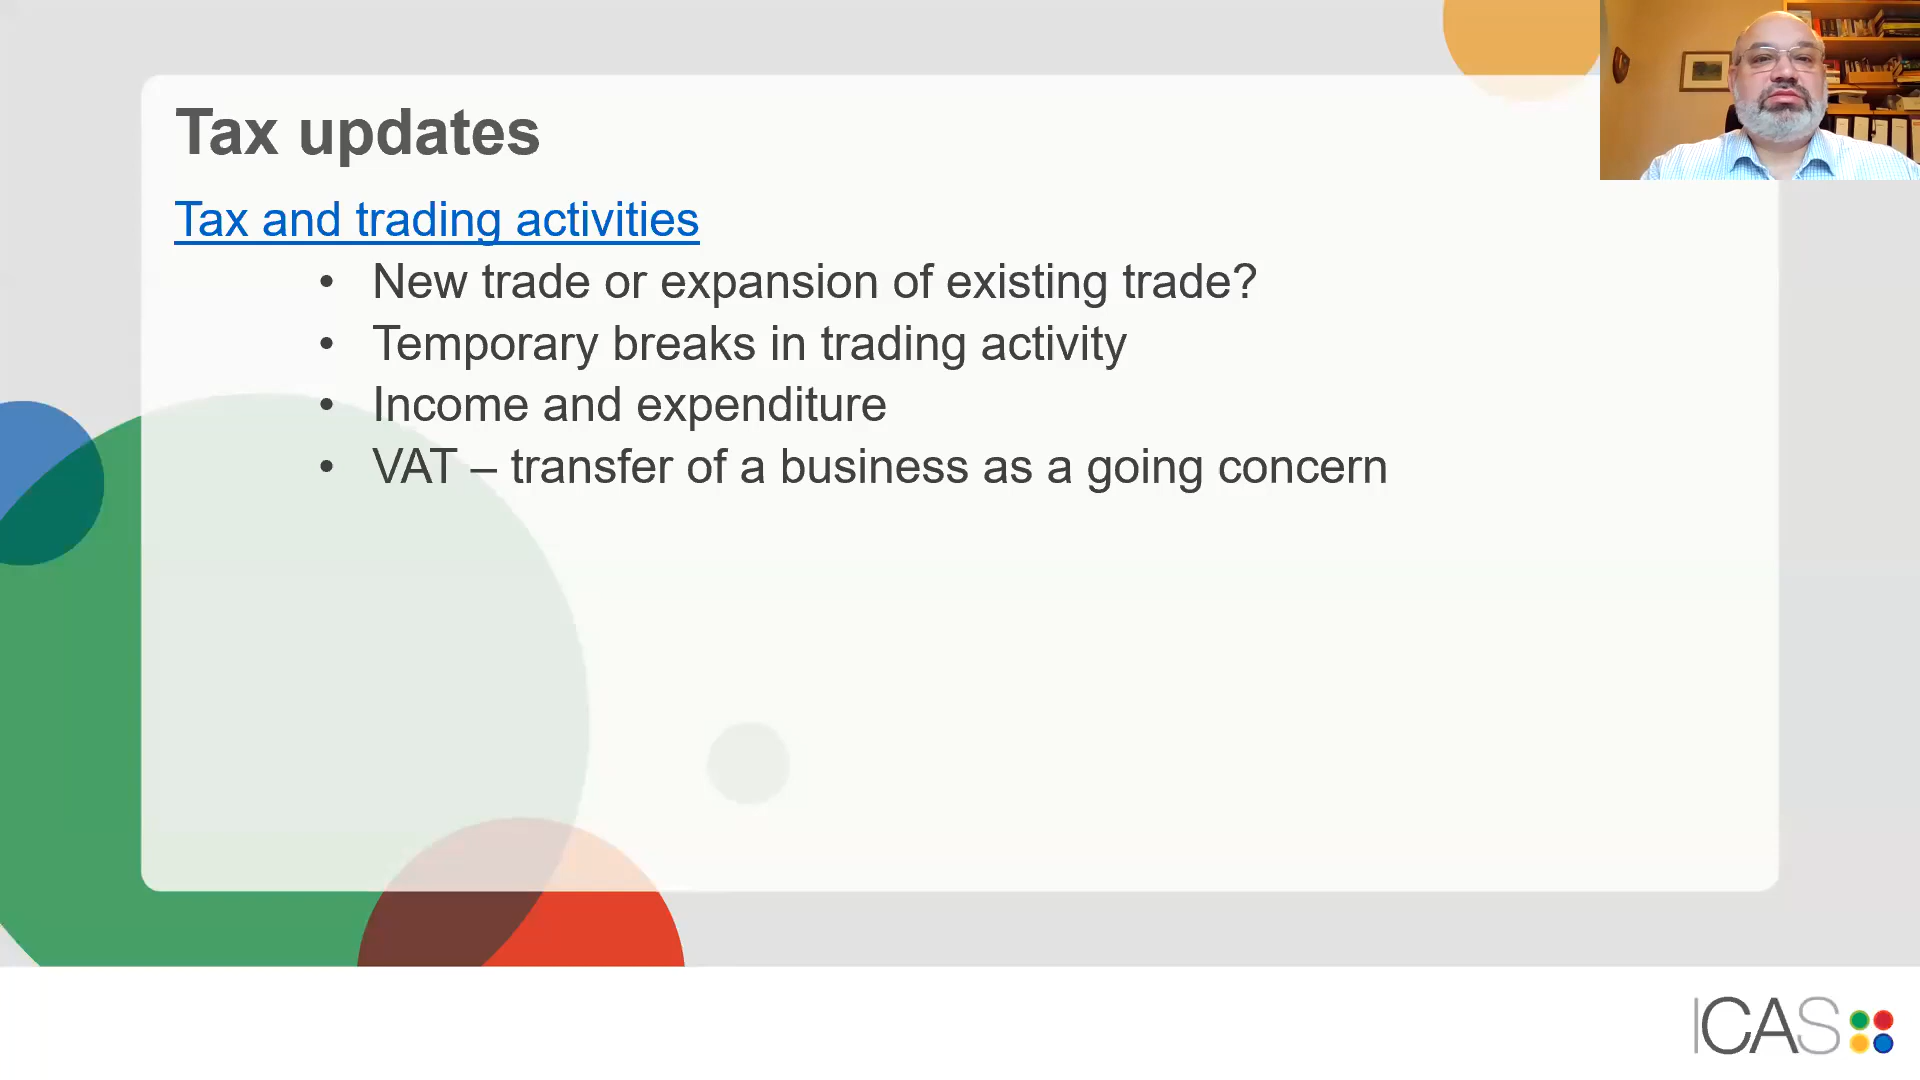 Tax updates
Tax and trading activities
• New trade or expansion of existing trade?
• Temporary breaks in trading activity
• Income and expenditure
• VAT – transfer of a business as a going concern
ICAS